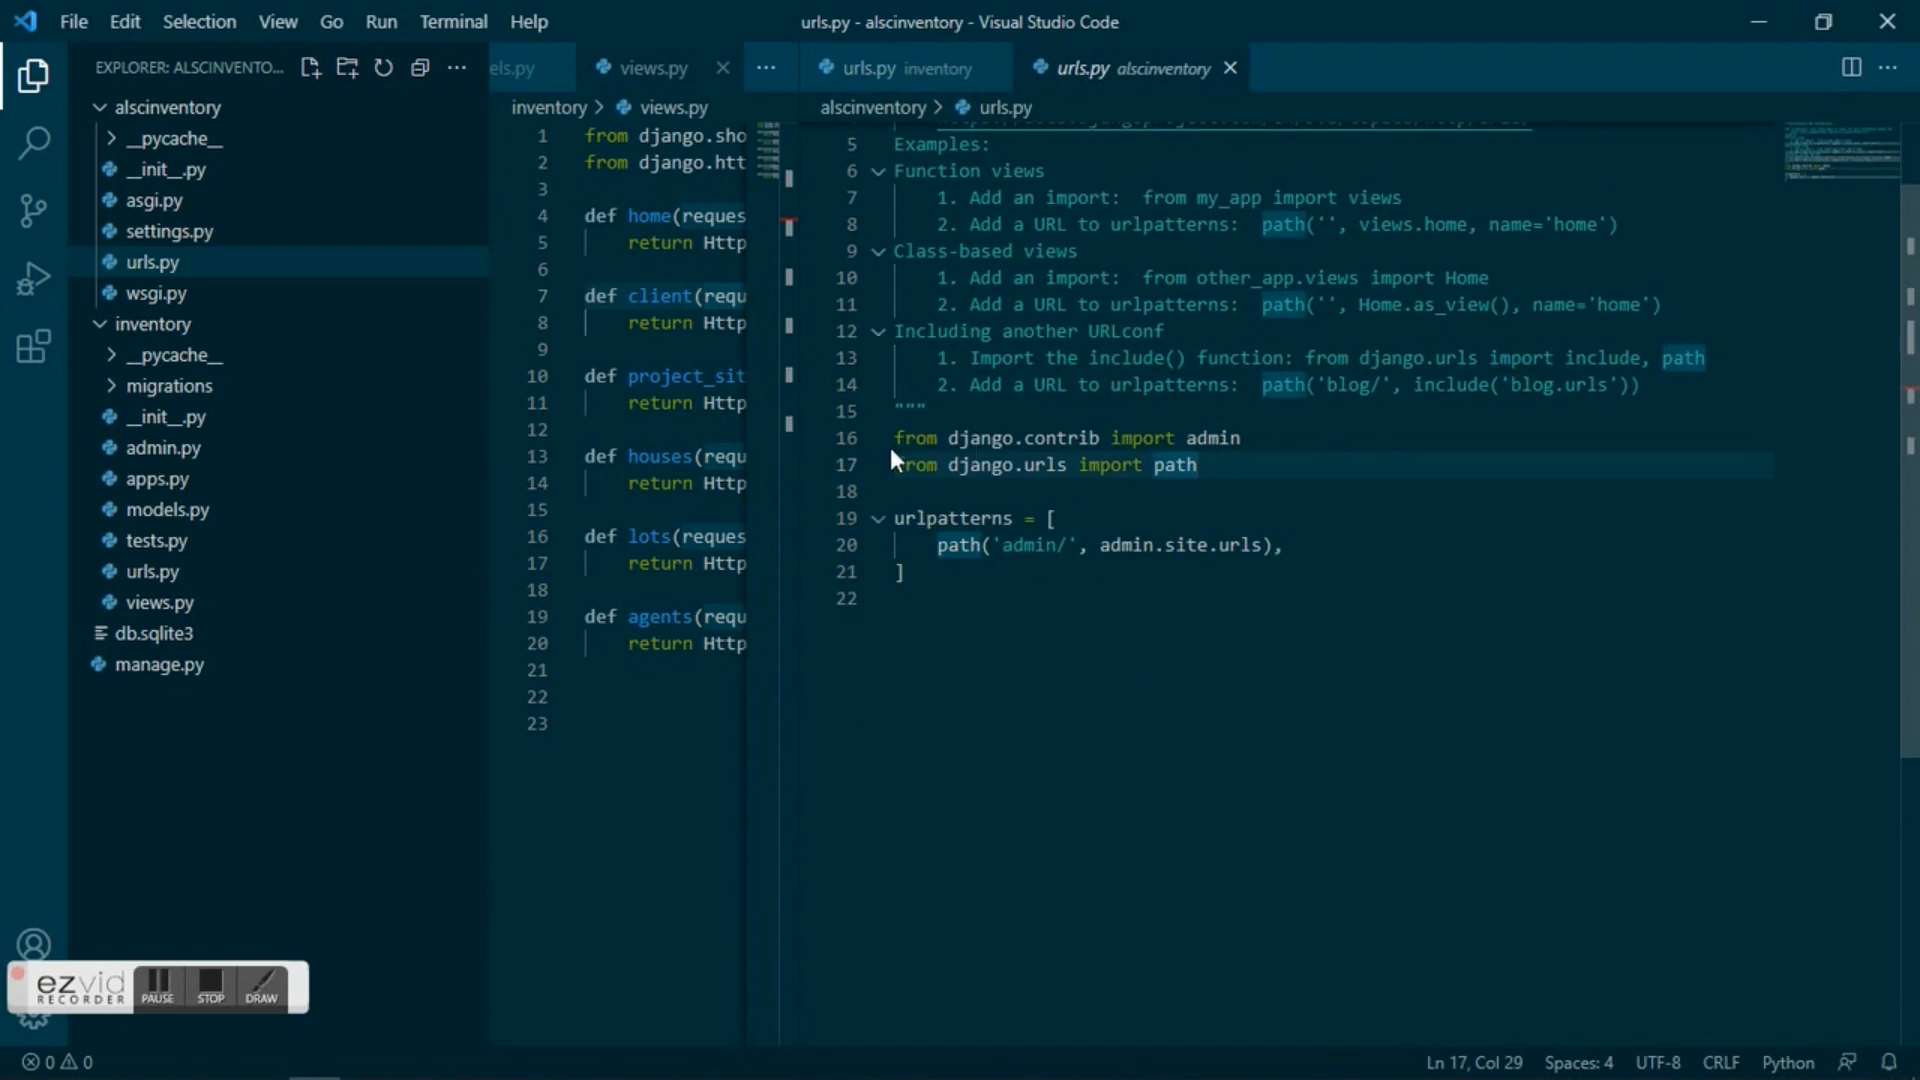 File Edit Selection View Go Run Terminal Help
urls.py - alscinventory - Visual Studio Code
EXPLORER: ALSCINVENTO...
alscinventory
__pycache__
__init__.py
asgi.py
settings.py
urls.py
wsgi.py
inventory
__pycache__
migrations
__init__.py
admin.py
apps.py
models.py
tests.py
urls.py
views.py
db.sqlite3
manage.py
els.py views.py
inventory > views.py
1 from django.sho
2 from django.htt
3
4 def home(reques
5 return Http
6
7 def client(requ
8 return Http
9
10 def project_sit
11 return Http
12
13 def houses(requ
14 return Http
15
16 def lots(reques
17 return Http
18
19 def agents(requ
20 return Http
21
22
23
urls.py inventory urls.py alscinventory
alscinventory > urls.py
5 Examples:
6 Function views
7 1. Add an import:  from my_app import views
8 2. Add a URL to urlpatterns:  path('', views.home, name='home')
9 Class-based views
10 1. Add an import:  from other_app.views import Home
11 2. Add a URL to urlpatterns:  path('', Home.as_view(), name='home')
12 Including another URLconf
13 1. Import the include() function: from django.urls import include, path
14 2. Add a URL to urlpatterns:  path('blog/', include('blog.urls'))
15 """
16 from django.contrib import admin
17 from django.urls import path
18
19 urlpatterns = [
20 path('admin/', admin.site.urls),
21 ]
22
ezvid
RECORDER
PAUSE STOP DRAW
0 0
Ln 17, Col 29 Spaces: 4 UTF-8 CRLF Python